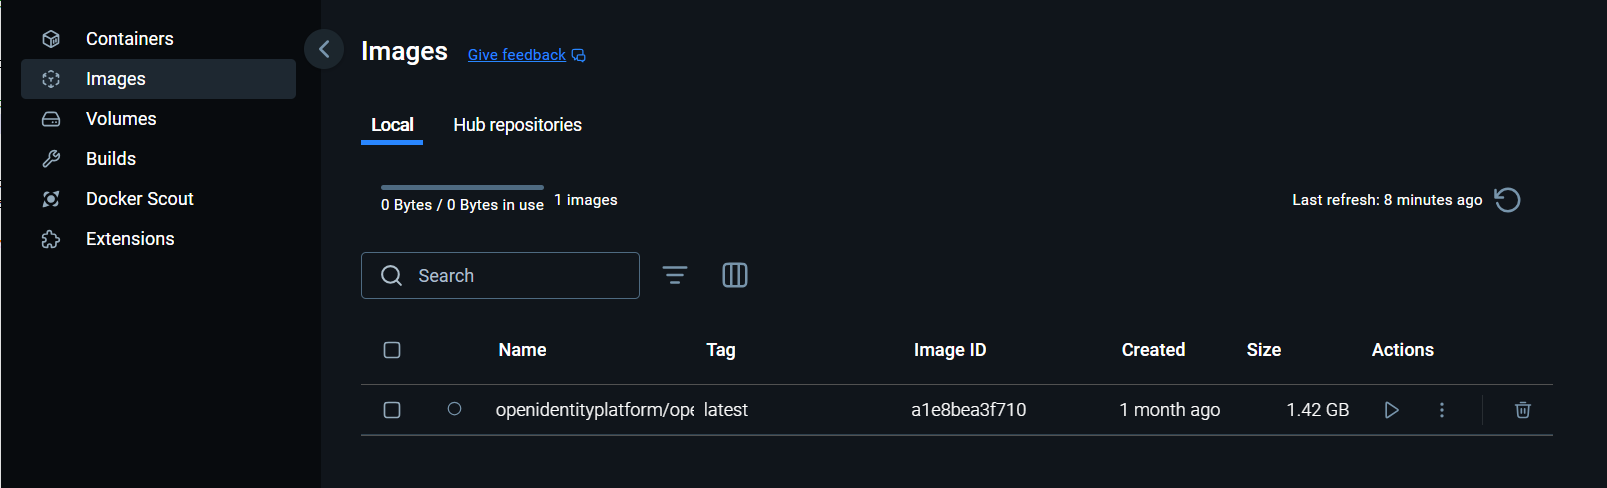 Containers
Images
Volumes
Builds
Docker Scout
Extensions
Images Give feedback
Local Hub repositories
0 Bytes / 0 Bytes in use 1 images
Last refresh: 8 minutes ago
Search
Name Tag Image ID Created Size Actions
openidentityplatform/ope latest a1e8bea3f710 1 month ago 1.42 GB